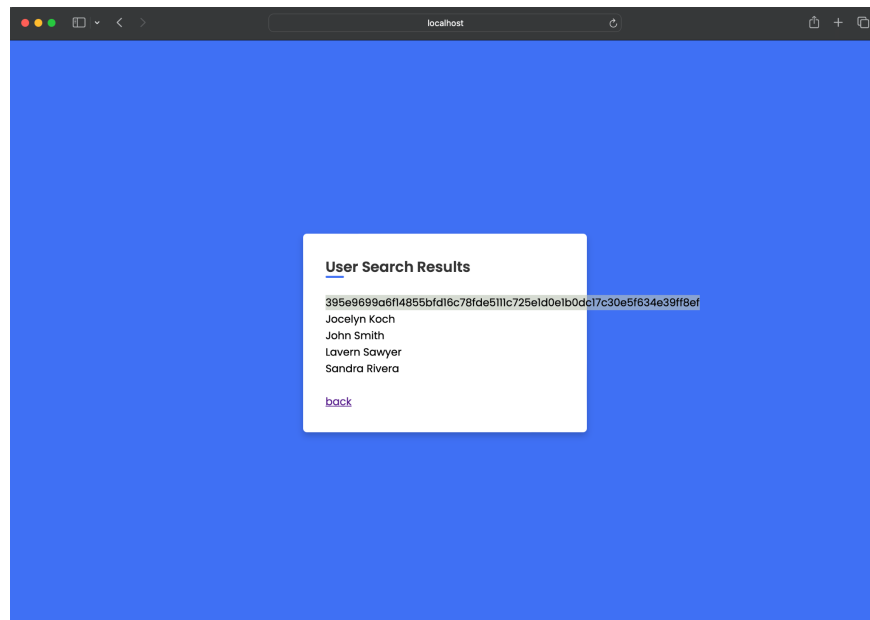 localhost
User Search Results
395e9699a6f14855bfd16c78fde5111c725e1d0e1b0dc17c30e5f634e39ff8ef
Jocelyn Koch
John Smith
Lavern Sawyer
Sandra Rivera
back